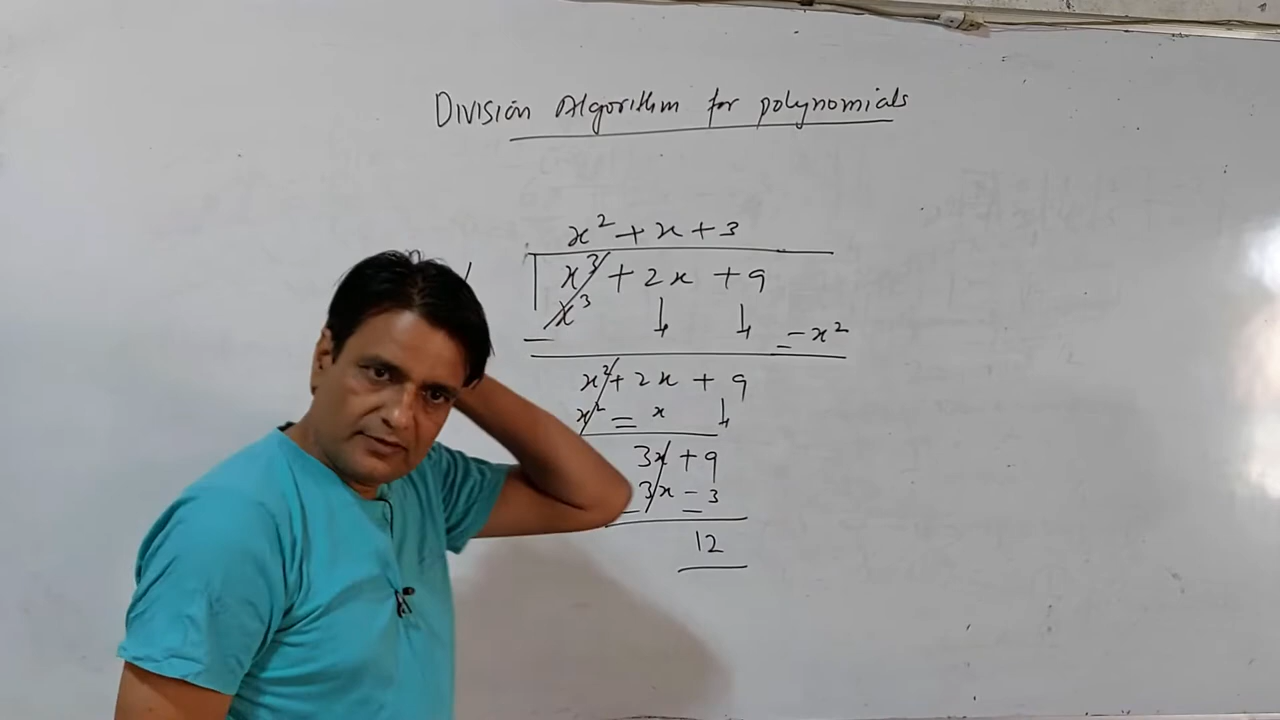 Division Algorithm for polynomials
x² + x + 3
x³ + 2x + 9
x³ - x²
x² + 2x + 9
x² = x
3x + 9
3x - 3
12